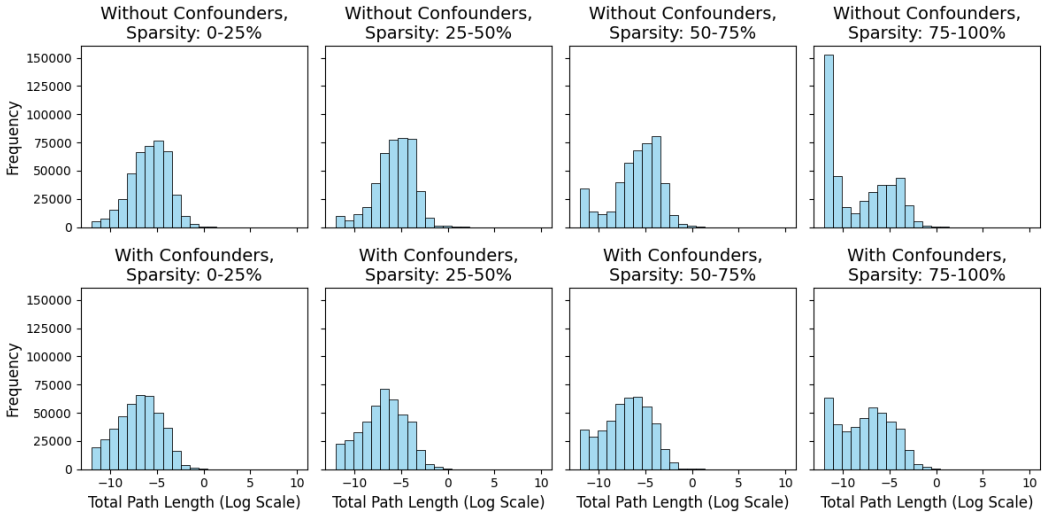 Without Confounders,
Sparsity: 0-25%
Without Confounders,
Sparsity: 25-50%
Without Confounders,
Sparsity: 50-75%
Without Confounders,
Sparsity: 75-100%
150000
125000
100000
75000
50000
25000
0
Frequency
With Confounders,
Sparsity: 0-25%
With Confounders,
Sparsity: 25-50%
With Confounders,
Sparsity: 50-75%
With Confounders,
Sparsity: 75-100%
150000
125000
100000
75000
50000
25000
0
Frequency
−10 −5 0 5 10
−10 −5 0 5 10
−10 −5 0 5 10
−10 −5 0 5 10
Total Path Length (Log Scale)
Total Path Length (Log Scale)
Total Path Length (Log Scale)
Total Path Length (Log Scale)